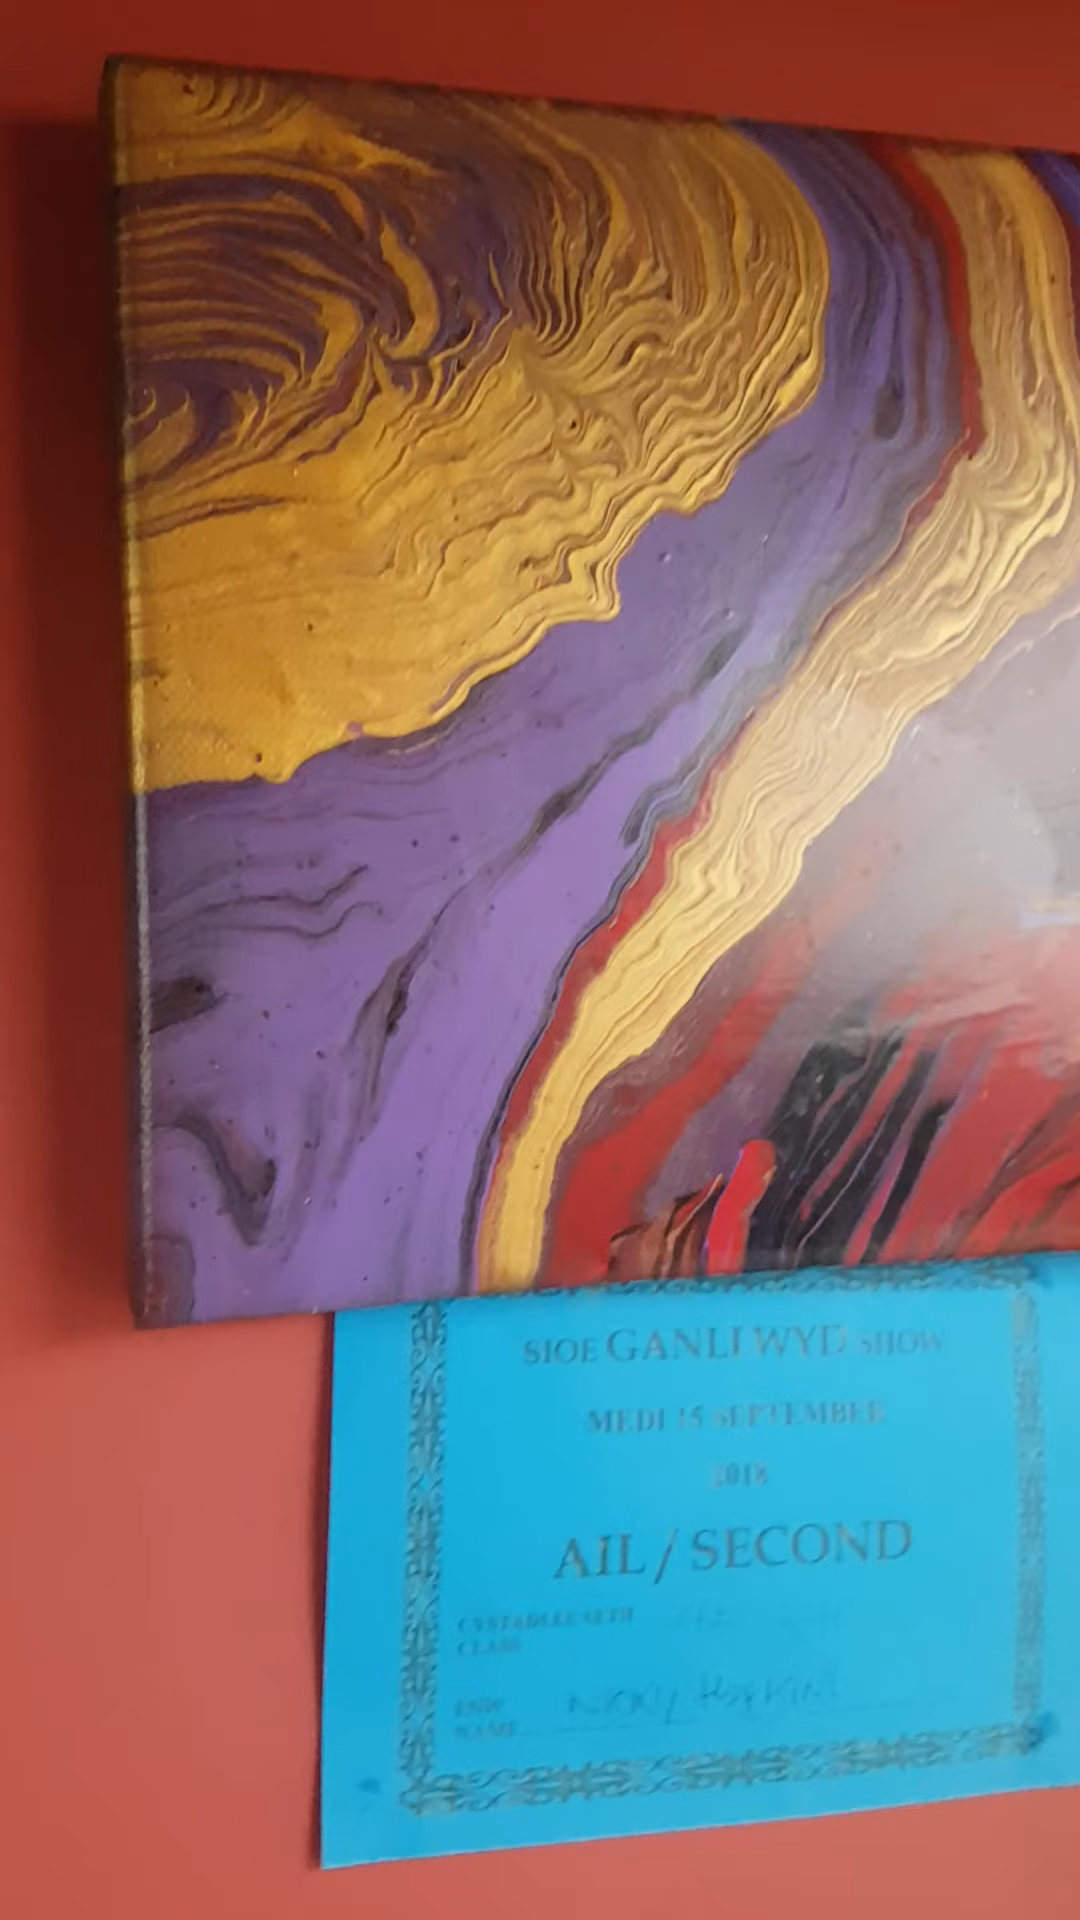 SIOE GANLLWYD SHOW
MEDI 15 SEPTEMBER
2018
AIL / SECOND
CYSTADLEUAETH
CLASS
ENW
NAME